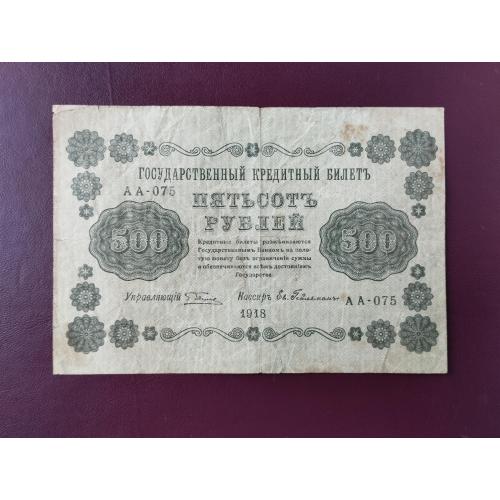 ГОСУДАРСТВЕННЫЙ КРЕДИТНЫЙ БИЛЕТЪ
АА-075
ПЯТЬСОТЪ
РУБЛЕЙ
500
500
Кредитные билеты размѣниваются
Государственнымъ Банкомъ на золо-
тую монету безъ ограниченія суммы
и обезпечиваются всѣмъ достояніемъ
Государства.
Управляющій
Кассиръ
АА-075
1918